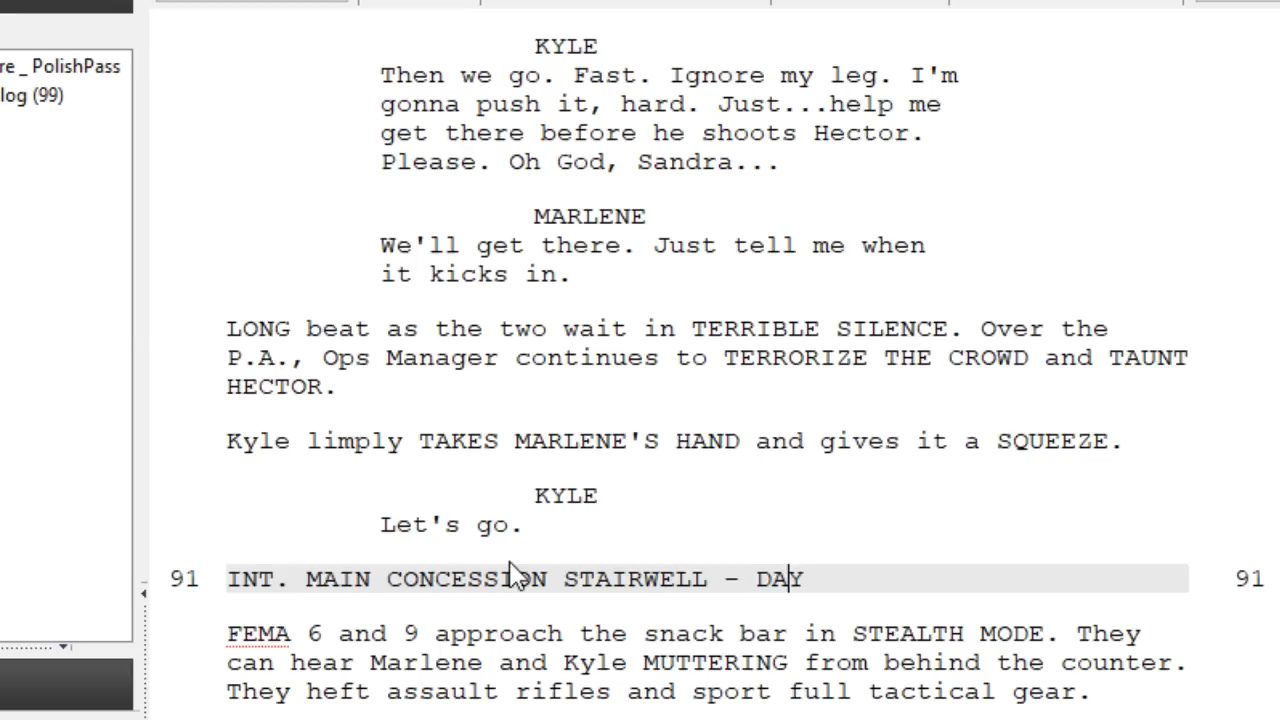 re _ PolishPass
log (99)
KYLE
Then we go. Fast. Ignore my leg. I'm
gonna push it, hard. Just...help me
get there before he shoots Hector.
Please. Oh God, Sandra...
MARLENE
We'll get there. Just tell me when
it kicks in.
LONG beat as the two wait in TERRIBLE SILENCE. Over the
P.A., Ops Manager continues to TERRORIZE THE CROWD and TAUNT
HECTOR.
Kyle limply TAKES MARLENE'S HAND and gives it a SQUEEZE.
KYLE
Let's go.
91 INT. MAIN CONCESSION STAIRWELL - DAY 91
FEMA 6 and 9 approach the snack bar in STEALTH MODE. They
can hear Marlene and Kyle MUTTERING from behind the counter.
They heft assault rifles and sport full tactical gear.